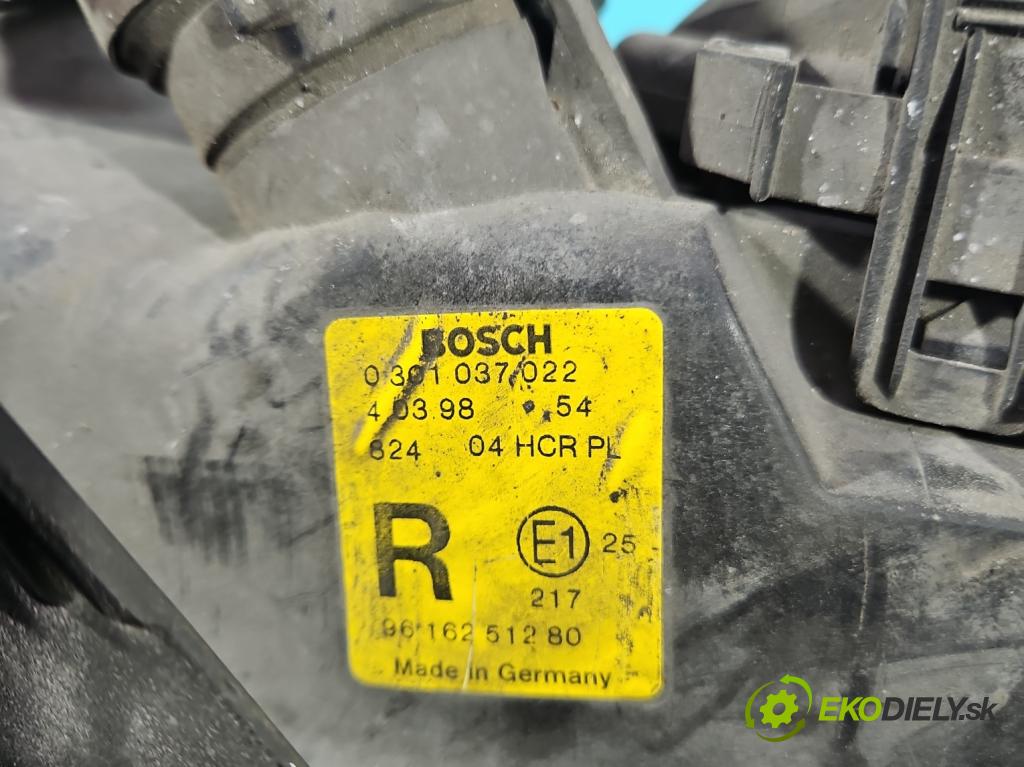 BOSCH
0 301 037 022
4 03.98 54
824 04 HCR PL
R E1 25
217
96 162 512 80
Made in Germany
EKODIELY.sk